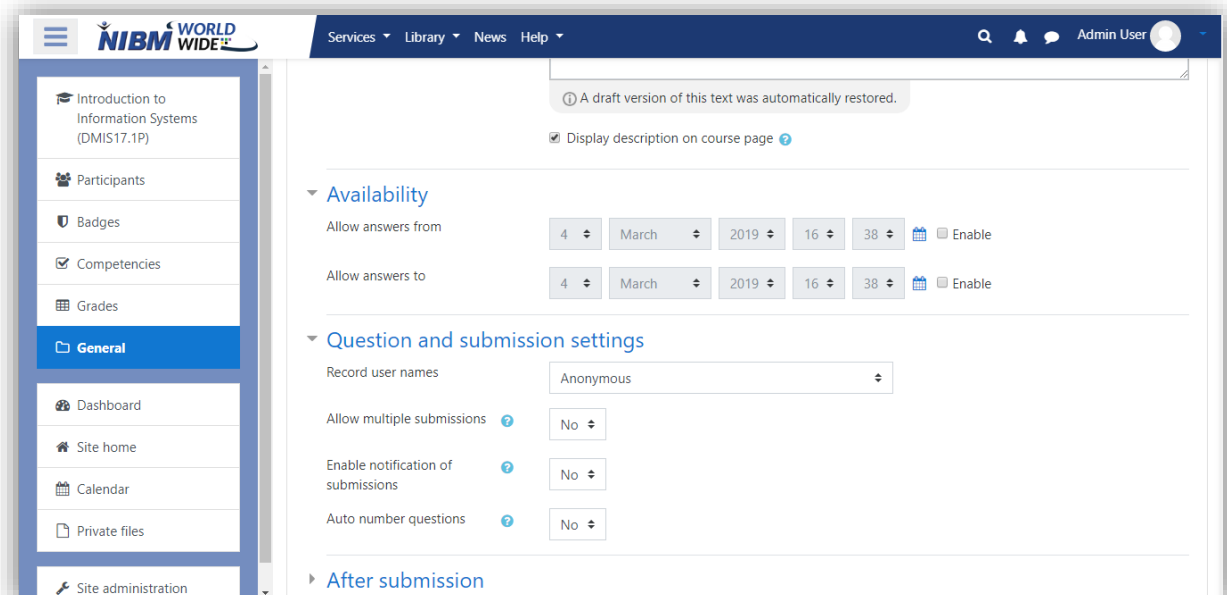 NIBM WORLD WIDE
Services Library News Help Admin User
Introduction to
Information Systems
(DMIS17.1P)
Participants
Badges
Competencies
Grades
General
Dashboard
Site home
Calendar
Private files
Site administration
A draft version of this text was automatically restored.
Display description on course page
Availability
Allow answers from 4 March 2019 16 38 Enable
Allow answers to 4 March 2019 16 38 Enable
Question and submission settings
Record user names Anonymous
Allow multiple submissions No
Enable notification of
submissions No
Auto number questions No
After submission